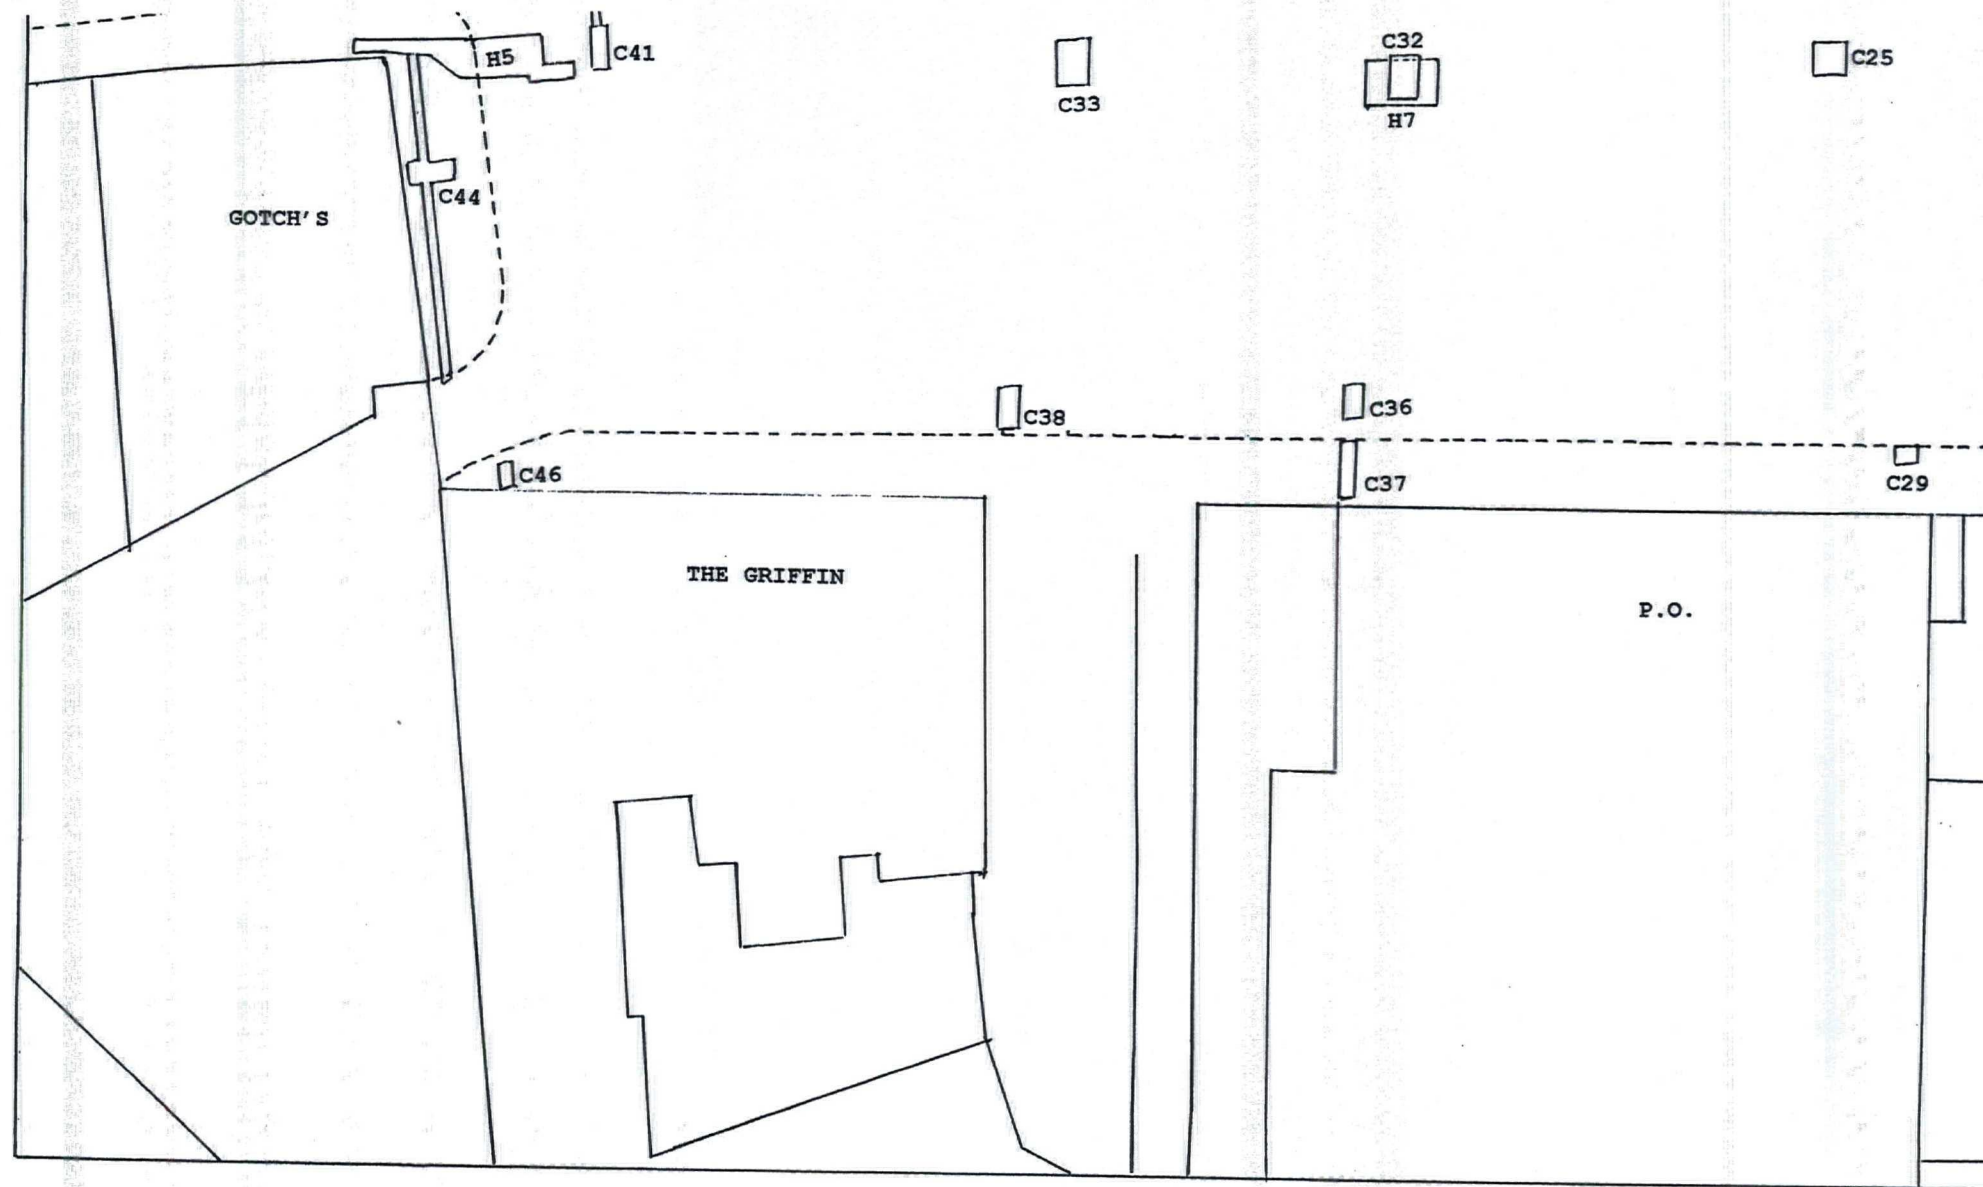 C32
H5
C41
C25
C33
H7
C44
GOTCH'S
C36
C38
C46
C37
C29
THE GRIFFIN
P.O.